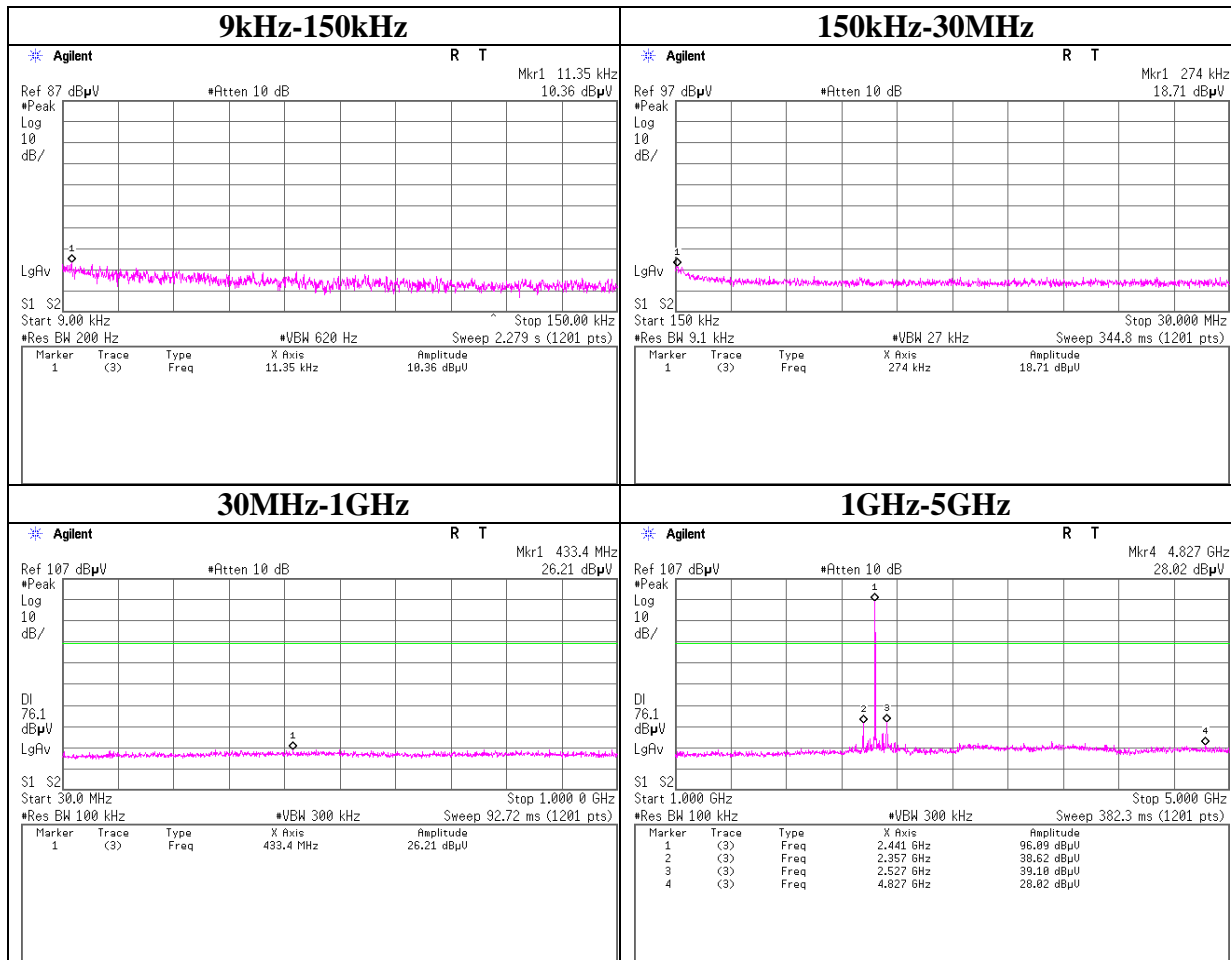 9kHz-150kHz
Agilent R T
Mkr1 11.35 kHz
Ref 87 dBµV #Atten 10 dB 10.36 dBµV
#Peak
Log
10
dB/
1
LgAv
S1 S2
Start 9.00 kHz ^ Stop 150.00 kHz
#Res BW 200 Hz #VBW 620 Hz Sweep 2.279 s (1201 pts)
Marker Trace Type X Axis Amplitude
1 (3) Freq 11.35 kHz 10.36 dBµV
150kHz-30MHz
Agilent R T
Mkr1 274 kHz
Ref 97 dBµV #Atten 10 dB 18.71 dBµV
#Peak
Log
10
dB/
1
LgAv
S1 S2
Start 150 kHz Stop 30.000 MHz
#Res BW 9.1 kHz #VBW 27 kHz Sweep 344.8 ms (1201 pts)
Marker Trace Type X Axis Amplitude
1 (3) Freq 274 kHz 18.71 dBµV
30MHz-1GHz
Agilent R T
Mkr1 433.4 MHz
Ref 107 dBµV #Atten 10 dB 26.21 dBµV
#Peak
Log
10
dB/
DI
76.1
dBµV
1
LgAv
S1 S2
Start 30.0 MHz Stop 1.000 0 GHz
#Res BW 100 kHz #VBW 300 kHz Sweep 92.72 ms (1201 pts)
Marker Trace Type X Axis Amplitude
1 (3) Freq 433.4 MHz 26.21 dBµV
1GHz-5GHz
Agilent R T
Mkr4 4.827 GHz
Ref 107 dBµV #Atten 10 dB 28.02 dBµV
#Peak
1
Log
10
dB/
DI
2 3
76.1
dBµV
4
LgAv
S1 S2
Start 1.000 GHz Stop 5.000 GHz
#Res BW 100 kHz #VBW 300 kHz Sweep 382.3 ms (1201 pts)
Marker Trace Type X Axis Amplitude
1 (3) Freq 2.441 GHz 96.09 dBµV
2 (3) Freq 2.357 GHz 38.62 dBµV
3 (3) Freq 2.527 GHz 39.10 dBµV
4 (3) Freq 4.827 GHz 28.02 dBµV